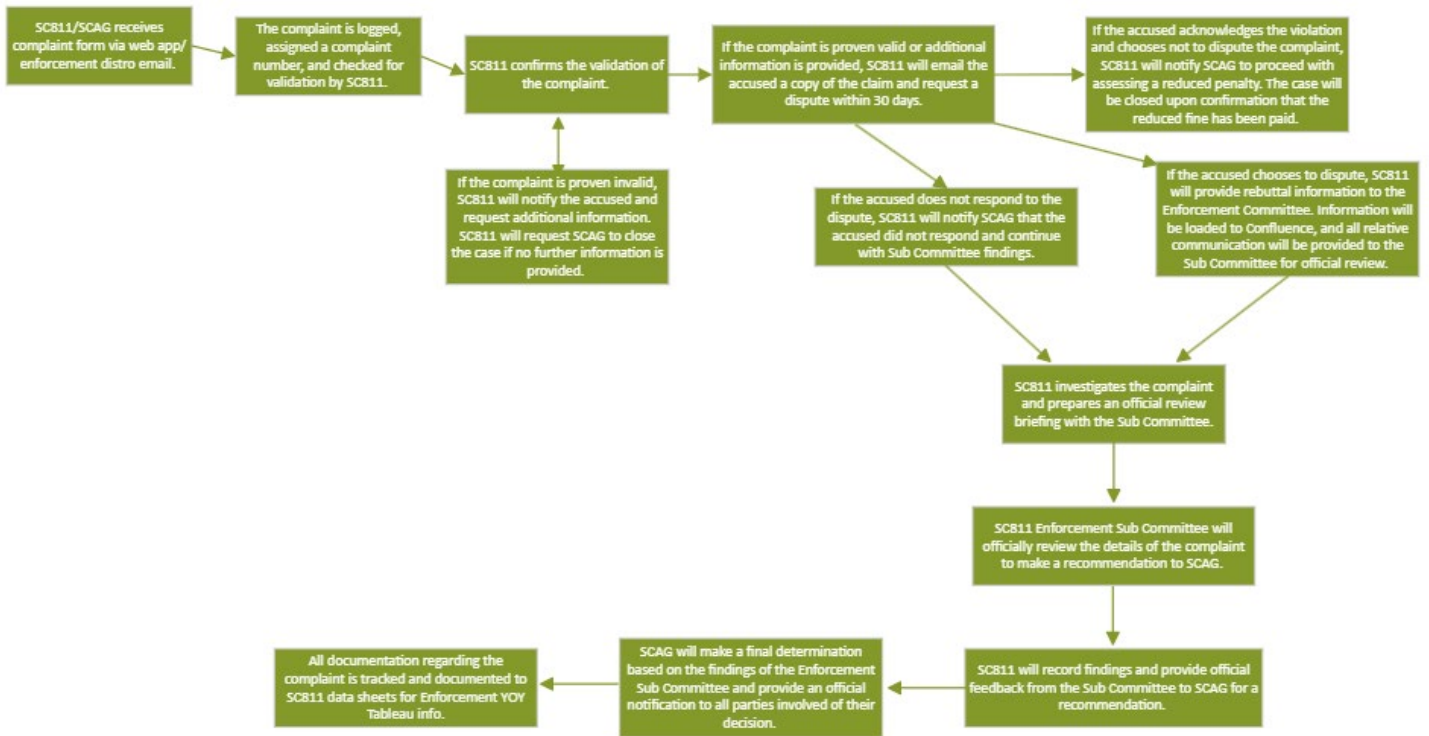 SC811/SCAG receives
complaint form via web app/
enforcement distro email.
The complaint is logged,
assigned a complaint
number, and checked for
validation by SC811.
SC811 confirms the validation of
the complaint.
If the complaint is proven valid or additional
information is provided, SC811 will email the
accused a copy of the claim and request a
dispute within 30 days.
If the accused acknowledges the violation
and chooses not to dispute the complaint,
SC811 will notify SCAG to proceed with
assessing a reduced penalty. The case will
be closed upon confirmation that the
reduced fine has been paid.
If the complaint is proven invalid,
SC811 will notify the accused and
request additional information.
SC811 will request SCAG to close
the case if no further information is
provided.
If the accused does not respond to the
dispute, SC811 will notify SCAG that the
accused did not respond and continue
with Sub Committee findings.
If the accused chooses to dispute, SC811
will provide rebuttal information to the
Enforcement Committee. Information will
be loaded to Confluence, and all relative
communication will be provided to the
Sub Committee for official review.
SC811 investigates the complaint
and prepares an official review
briefing with the Sub Committee.
SC811 Enforcement Sub Committee will
officially review the details of the complaint
to make a recommendation to SCAG.
SC811 will record findings and provide official
feedback from the Sub Committee to SCAG for a
recommendation.
SCAG will make a final determination
based on the findings of the Enforcement
Sub Committee and provide an official
notification to all parties involved of their
decision.
All documentation regarding the
complaint is tracked and documented to
SC811 data sheets for Enforcement YOY
Tableau info.